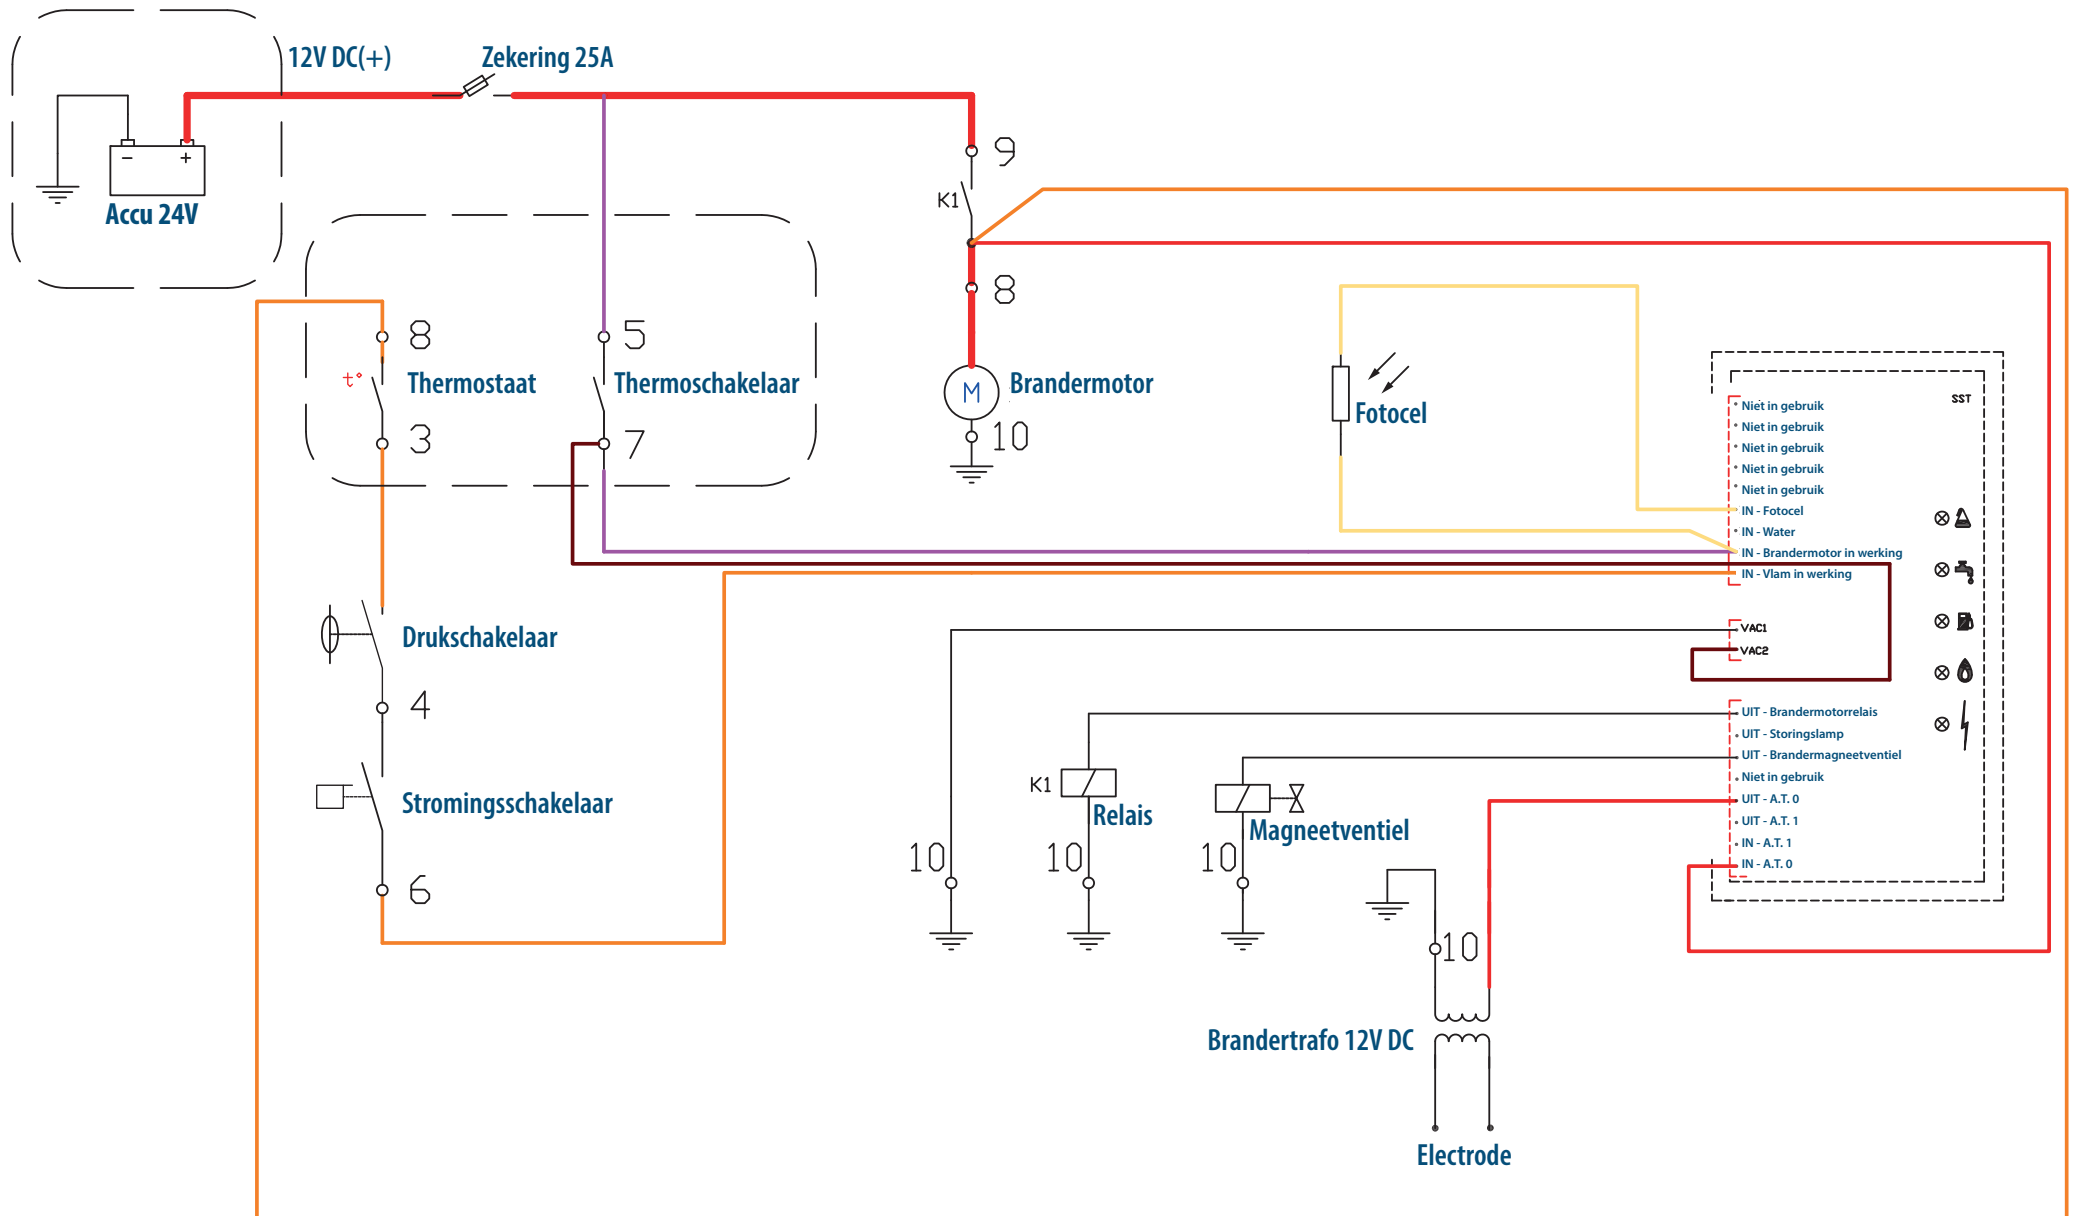 12V DC(+)
Zekering 25A
- +
Accu 24V
9
K1
8
8
5
t°
Thermostaat
Thermoschakelaar
M
Brandermotor
3
7
10
Fotocel
SST
Niet in gebruik
Niet in gebruik
Niet in gebruik
Niet in gebruik
Niet in gebruik
IN - Fotocel
IN - Water
IN - Brandermotor in werking
IN - Vlam in werking
VAC1
VAC2
UIT - Brandermotorrelais
UIT - Storingslamp
UIT - Brandermagneetventiel
Niet in gebruik
UIT - A.T. 0
UIT - A.T. 1
IN - A.T. 1
IN - A.T. 0
Drukschakelaar
4
Stromingsschakelaar
6
K1
Relais
Magneetventiel
10
10
10
10
Brandertrafo 12V DC
Electrode